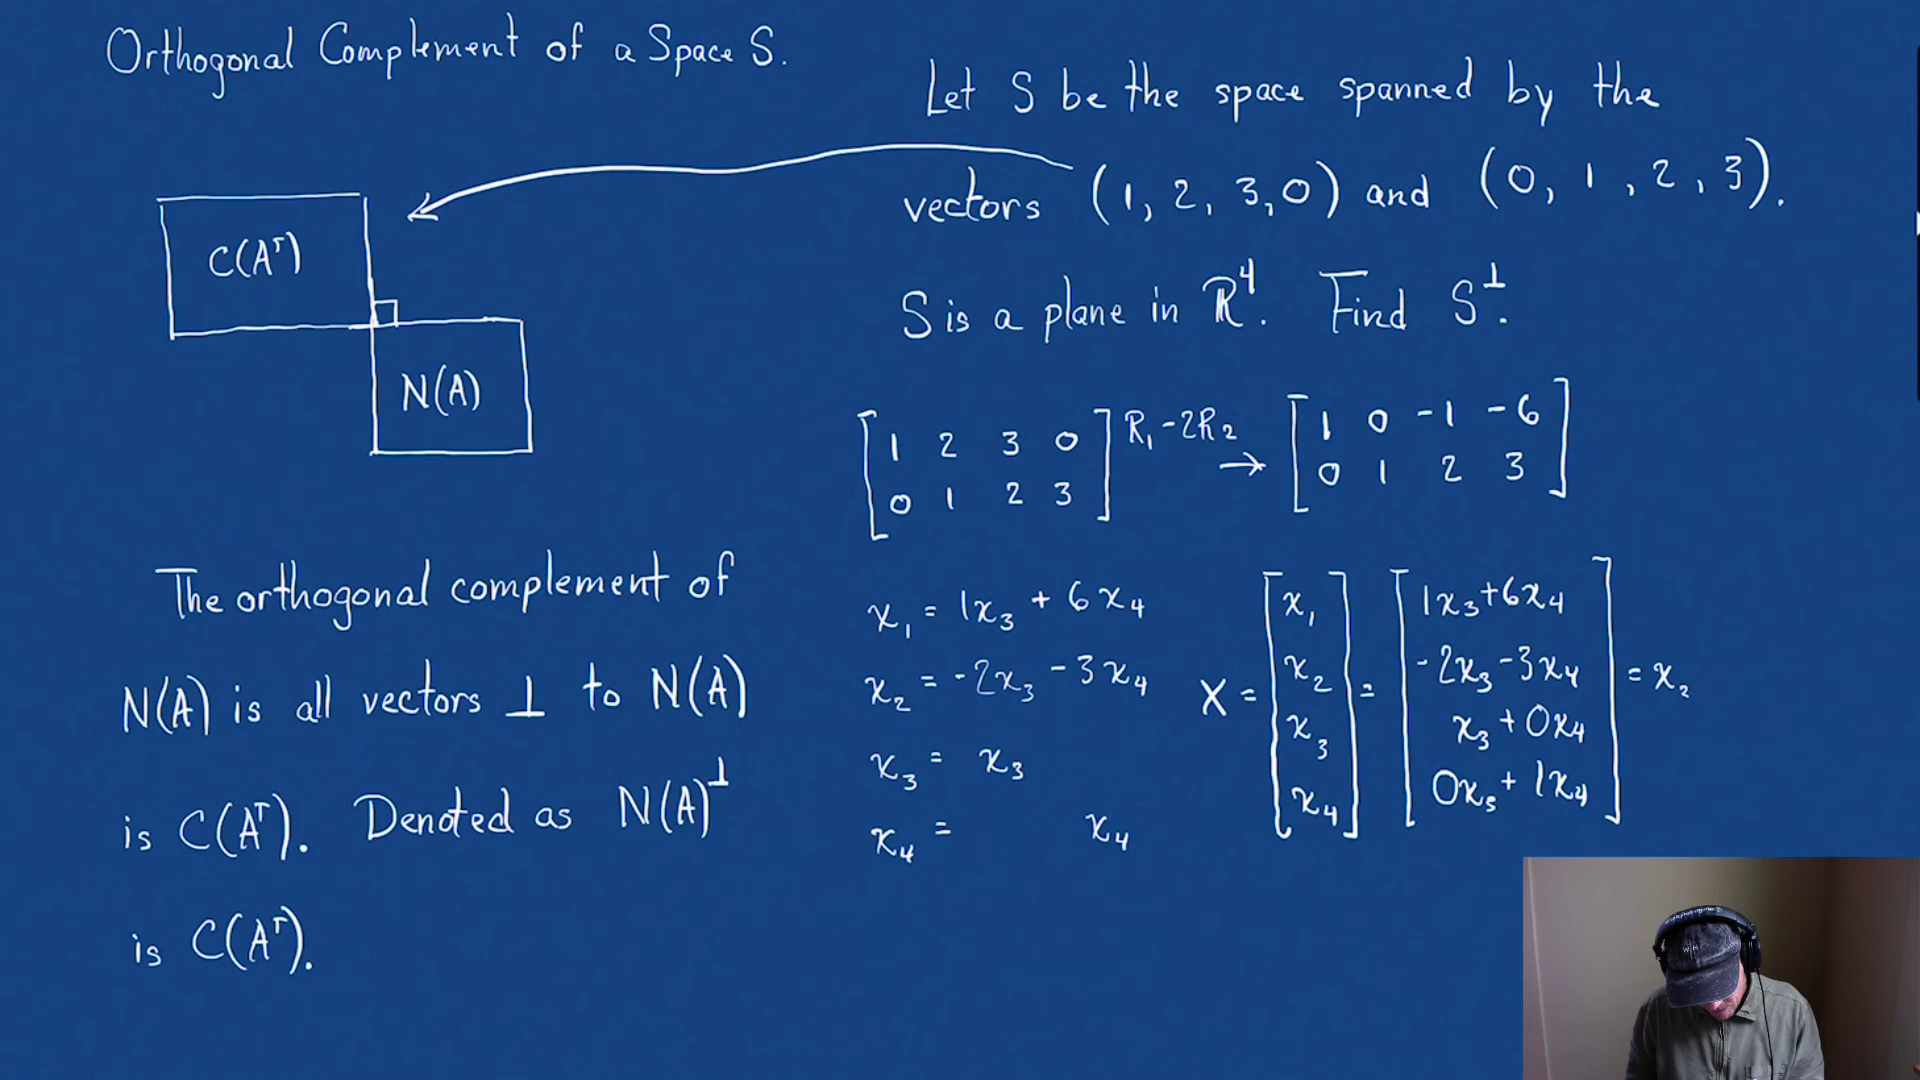 Orthogonal Complement of a Space S.
C(Aᵀ)
N(A)
The orthogonal complement of
N(A) is all vectors ⊥ to N(A)
is C(Aᵀ). Denoted as N(A)^⊥
is C(Aᵀ).
Let S be the space spanned by the
vectors (1, 2, 3, 0) and (0, 1, 2, 3).
S is a plane in ℝ⁴. Find S^⊥.
[1 2 3 0; 0 1 2 3] R₁ - 2R₂ → [1 0 -1 -6; 0 1 2 3]
x₁ = 1x₃ + 6x₄
x₂ = -2x₃ - 3x₄
x₃ = x₃
x₄ = x₄
X = [x₁; x₂; x₃; x₄] = [1x₃+6x₄; -2x₃-3x₄; x₃+0x₄; 0x₃+1x₄] = x₂